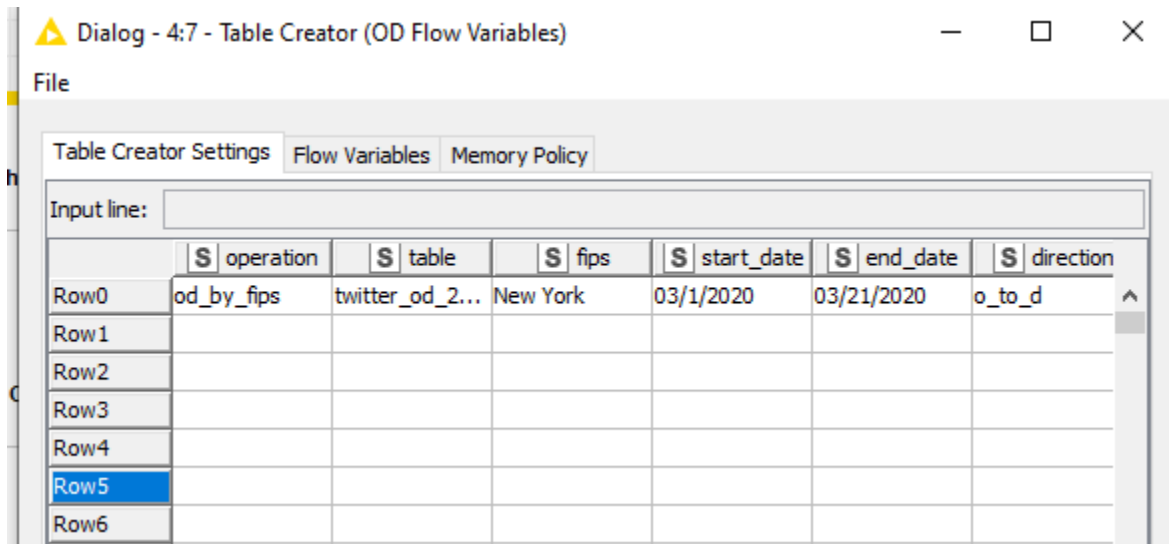 Dialog - 4:7 - Table Creator (OD Flow Variables)
File
Table Creator Settings Flow Variables Memory Policy
h
Input line:
S operation S table S fips S start_date S end_date S direction
Row0 od_by_fips twitter_od_2... New York 03/1/2020 03/21/2020 o_to_d
Row1
Row2
Row3
Row4
Row5
Row6